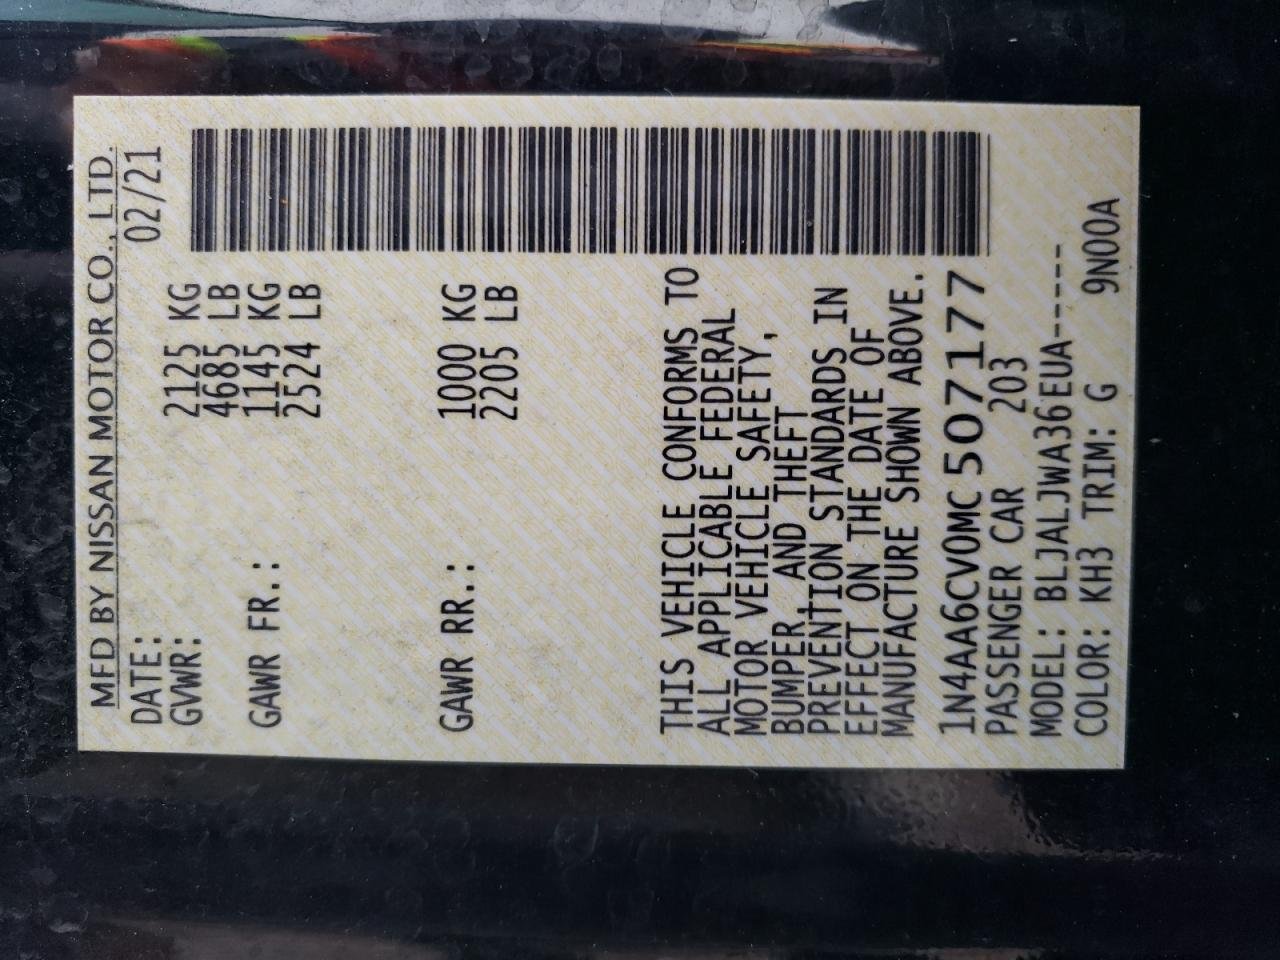 MFD BY NISSAN MOTOR CO., LTD.
DATE: 02/21
GVWR: 2125 KG
4685 LB
GAWR FR.: 1145 KG
2524 LB
GAWR RR.: 1000 KG
2205 LB
THIS VEHICLE CONFORMS TO
ALL APPLICABLE FEDERAL
MOTOR VEHICLE SAFETY,
BUMPER, AND THEFT
PREVENTION STANDARDS IN
EFFECT ON THE DATE OF
MANUFACTURE SHOWN ABOVE.
1N4AA6CV0MC507177
PASSENGER CAR 203
MODEL: BLJALJWA36EUA-----
COLOR: KH3 TRIM: G 9N00A